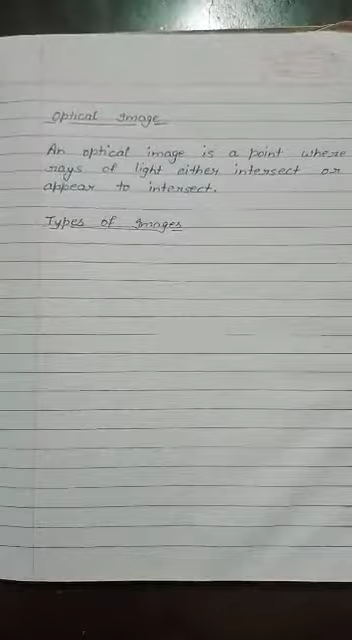 Optical Image
An optical image is a point where
rays of light either intersect or
appear to intersect.
Types of Images